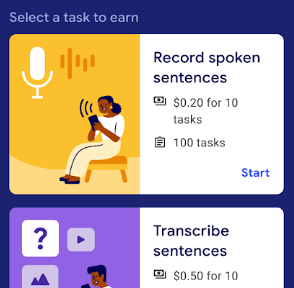 Select a task to earn
Record spoken
sentences
$0.20 for 10
tasks
100 tasks
Start
?
Transcribe
sentences
$0.50 for 10